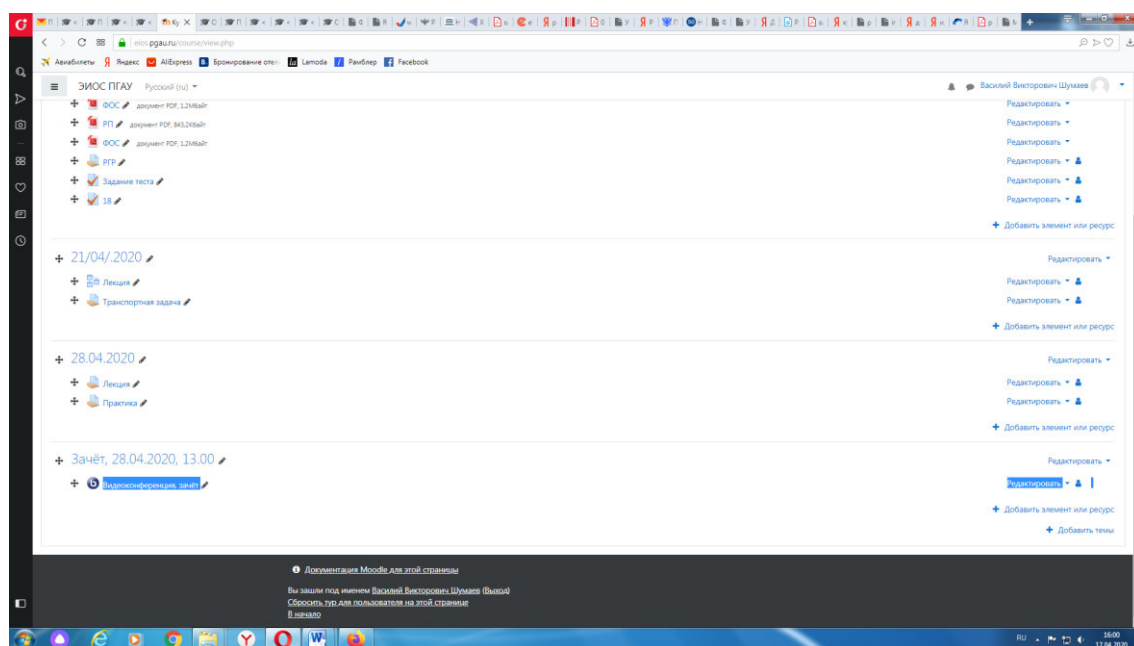 eios.pgau.ru/course/view.php
Авиабилеты Яндекс AliExpress Бронирование отел Lamoda Рамблер Facebook
ЭИОС ПГАУ Русский (ru) Василий Викторович Шумаев
ФОС документ PDF, 1.2Мбайт Редактировать
РП документ PDF, 843.2Кбайт Редактировать
ФОС документ PDF, 1.2Мбайт Редактировать
РГР Редактировать
Задание теста Редактировать
18 Редактировать
+ Добавить элемент или ресурс
21/04/.2020 Редактировать
Лекция Редактировать
Транспортная задача Редактировать
+ Добавить элемент или ресурс
28.04.2020 Редактировать
Лекция Редактировать
Практика Редактировать
+ Добавить элемент или ресурс
Зачёт, 28.04.2020, 13.00 Редактировать
Видеоконференция, зачёт Редактировать
+ Добавить элемент или ресурс
+ Добавить темы
Документация Moodle для этой страницы
Вы зашли под именем Василий Викторович Шумаев (Выход)
Сбросить тур для пользователя на этой странице
В начало
RU 16:00
17.04.2020